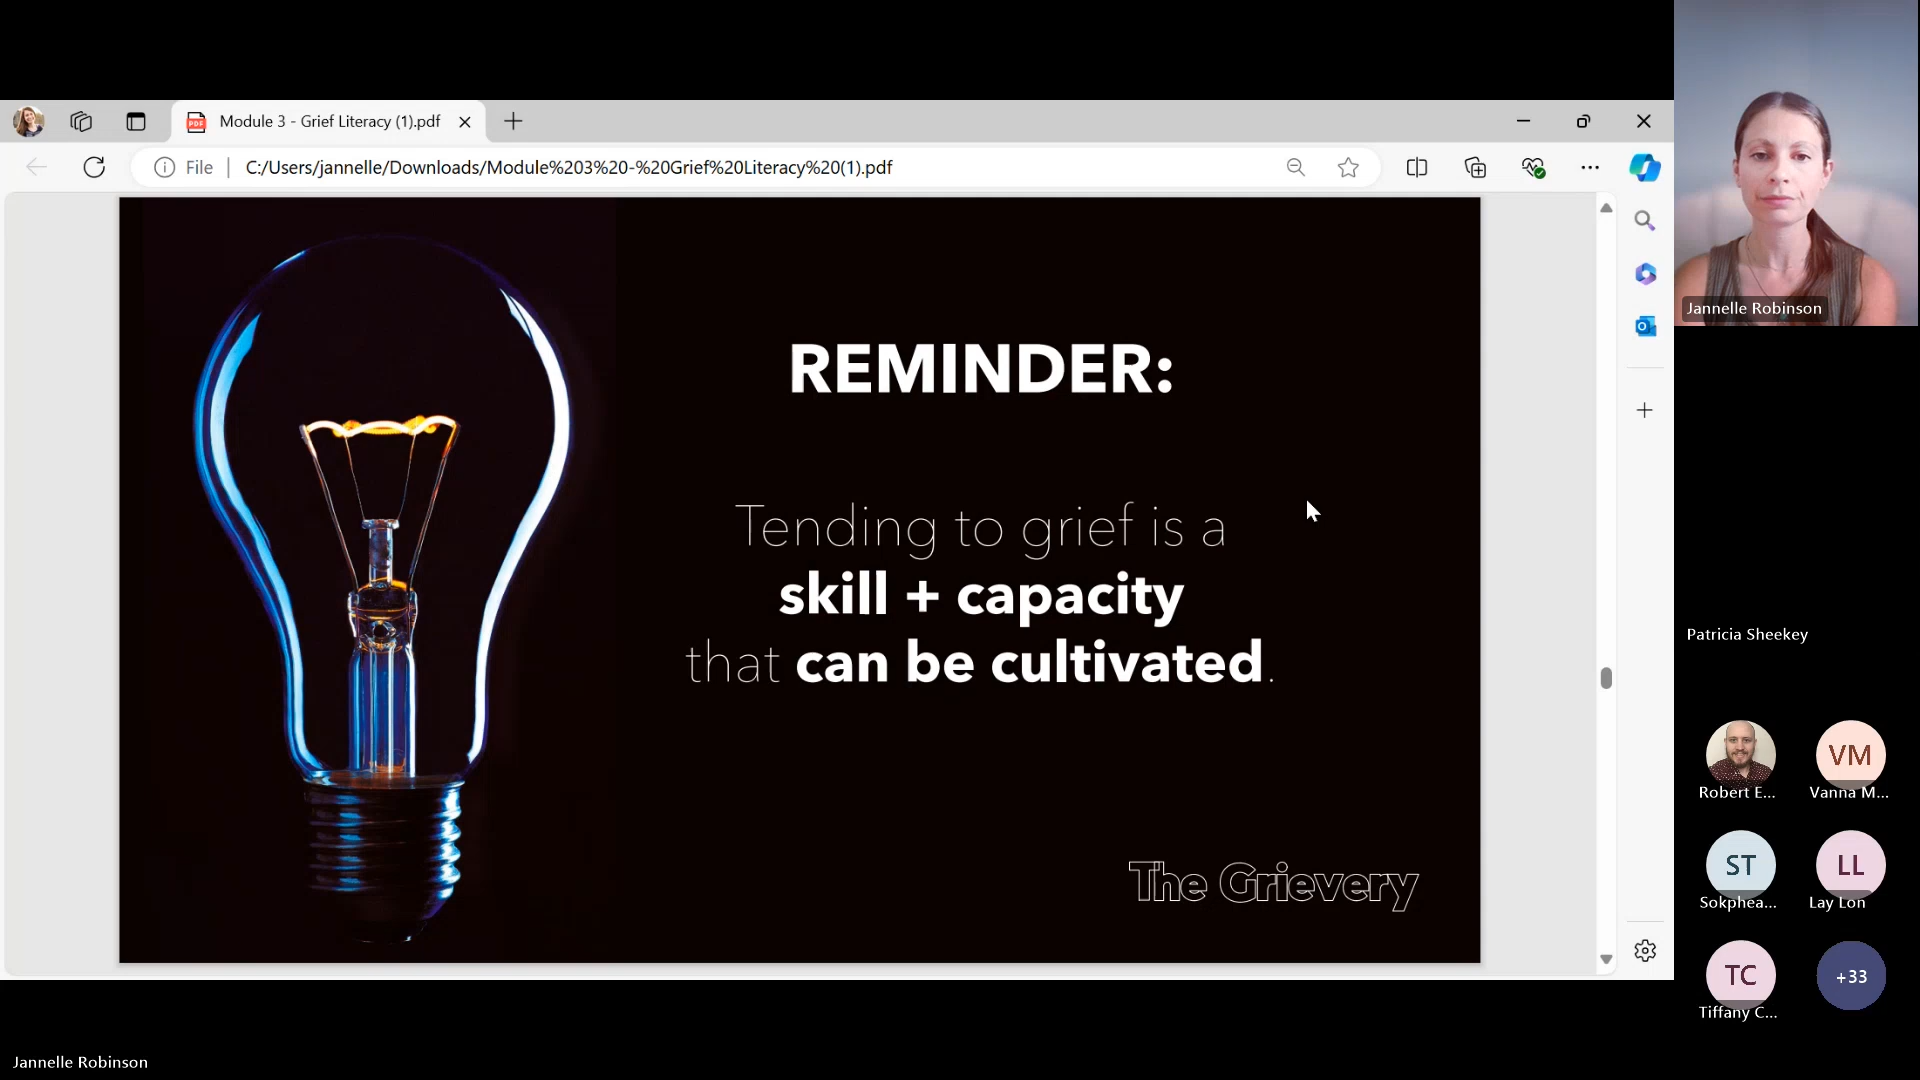 Module 3 - Grief Literacy (1).pdf
File
C:/Users/jannelle/Downloads/Module%203%20-%20Grief%20Literacy%20(1).pdf
REMINDER:
Tending to grief is a
skill + capacity
that can be cultivated.
The Grievery
Jannelle Robinson
Patricia Sheekey
Robert E...
VM
Vanna M...
ST
Sokphea...
LL
Lay Lon
TC
Tiffany C...
+33
Jannelle Robinson